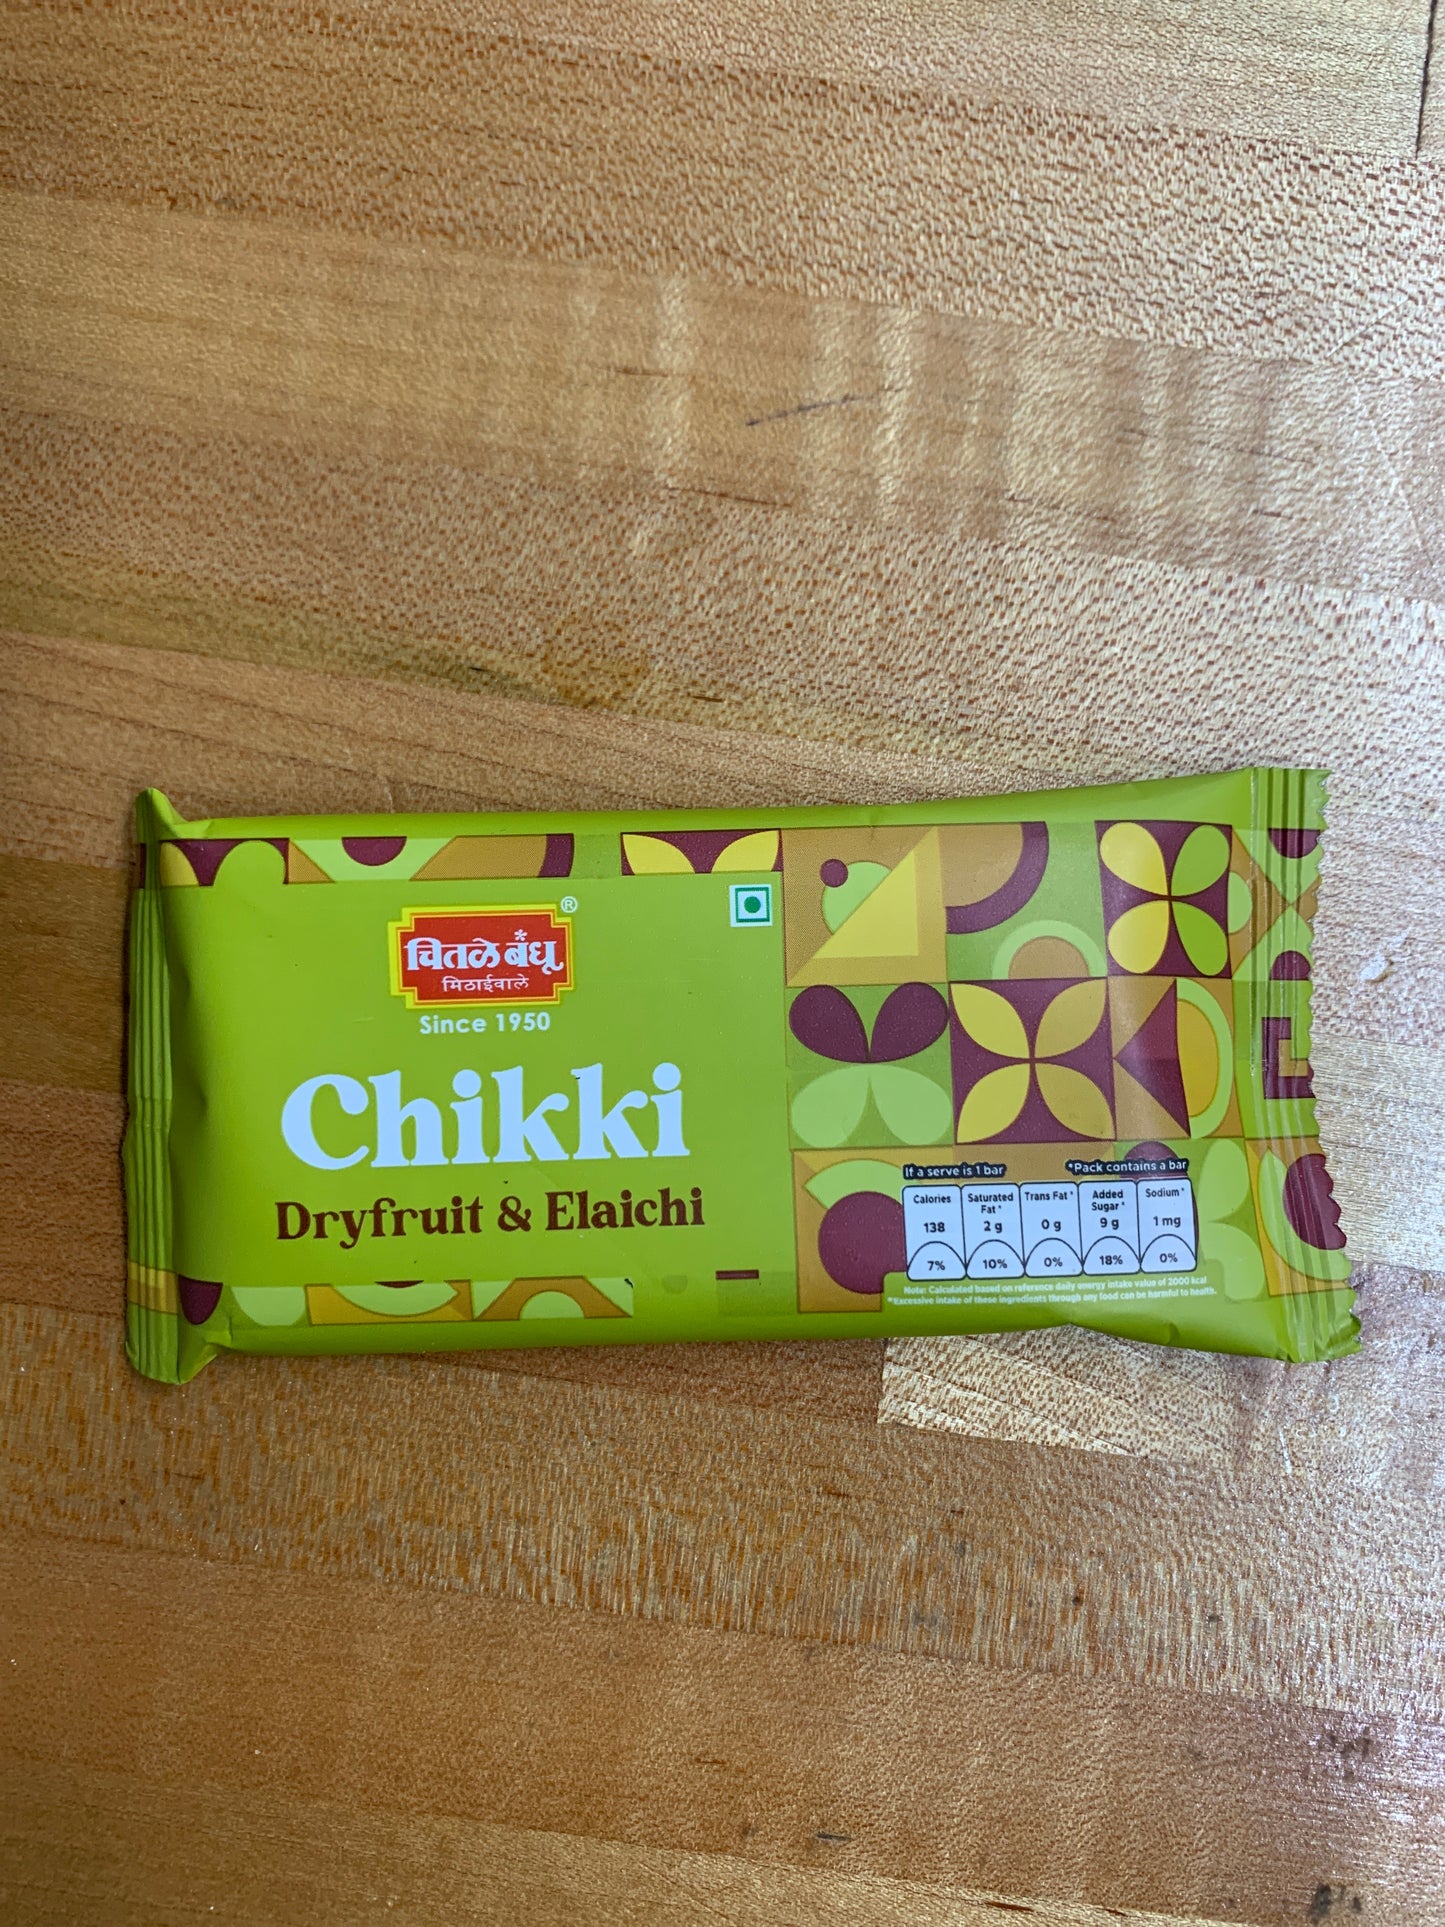 चितळे बंधू
®
मिठाईवाले
Since 1950
Chikki
Dryfruit & Elaichi
If a serve is 1 bar
*Pack contains a bar
Calories
138
7%
Saturated
Fat*
2 g
10%
Trans Fat*
0 g
0%
Added
Sugar*
9 g
18%
Sodium*
1 mg
0%
Note: Calculated based on reference daily energy intake value of 2000 kcal
*Excessive intake of these ingredients through any food can be harmful to health.